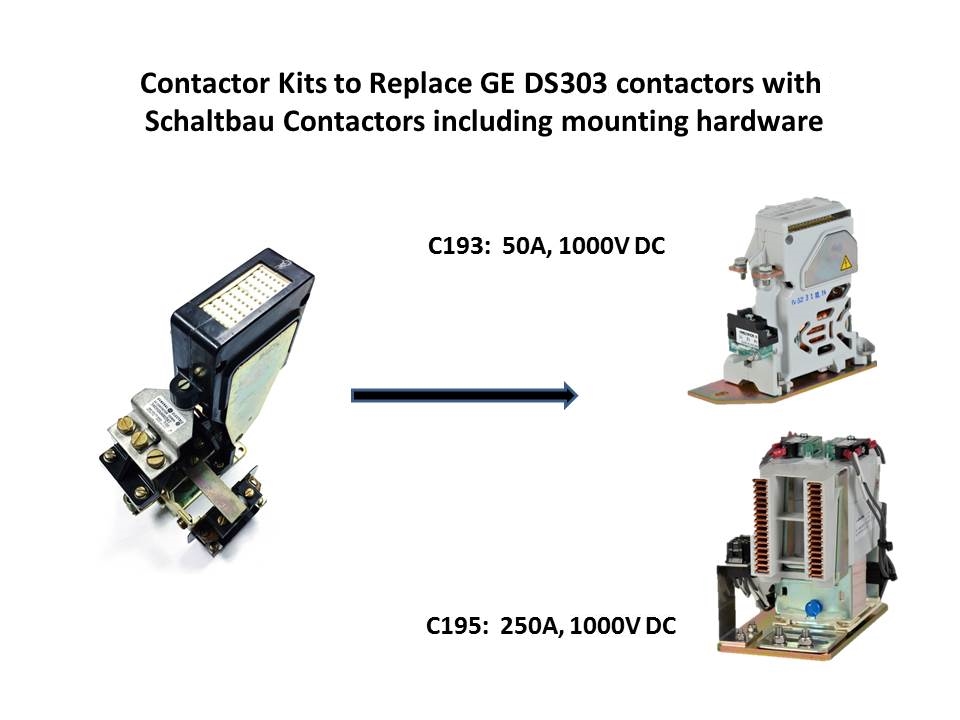 Contactor Kits to Replace GE DS303 contactors with
Schaltbau Contactors including mounting hardware
C193:  50A, 1000V DC
C195:  250A, 1000V DC